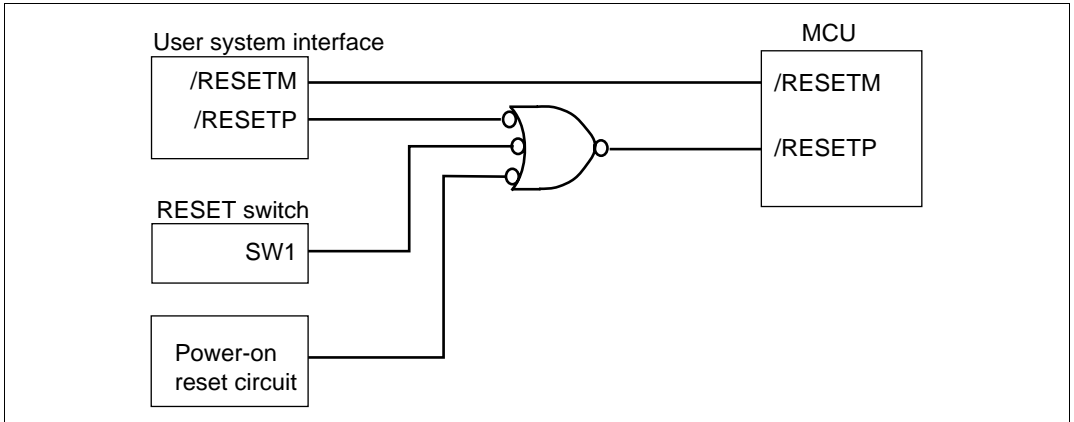 User system interface
/RESETM
/RESETP
RESET switch
SW1
Power-on
reset circuit
MCU
/RESETM
/RESETP